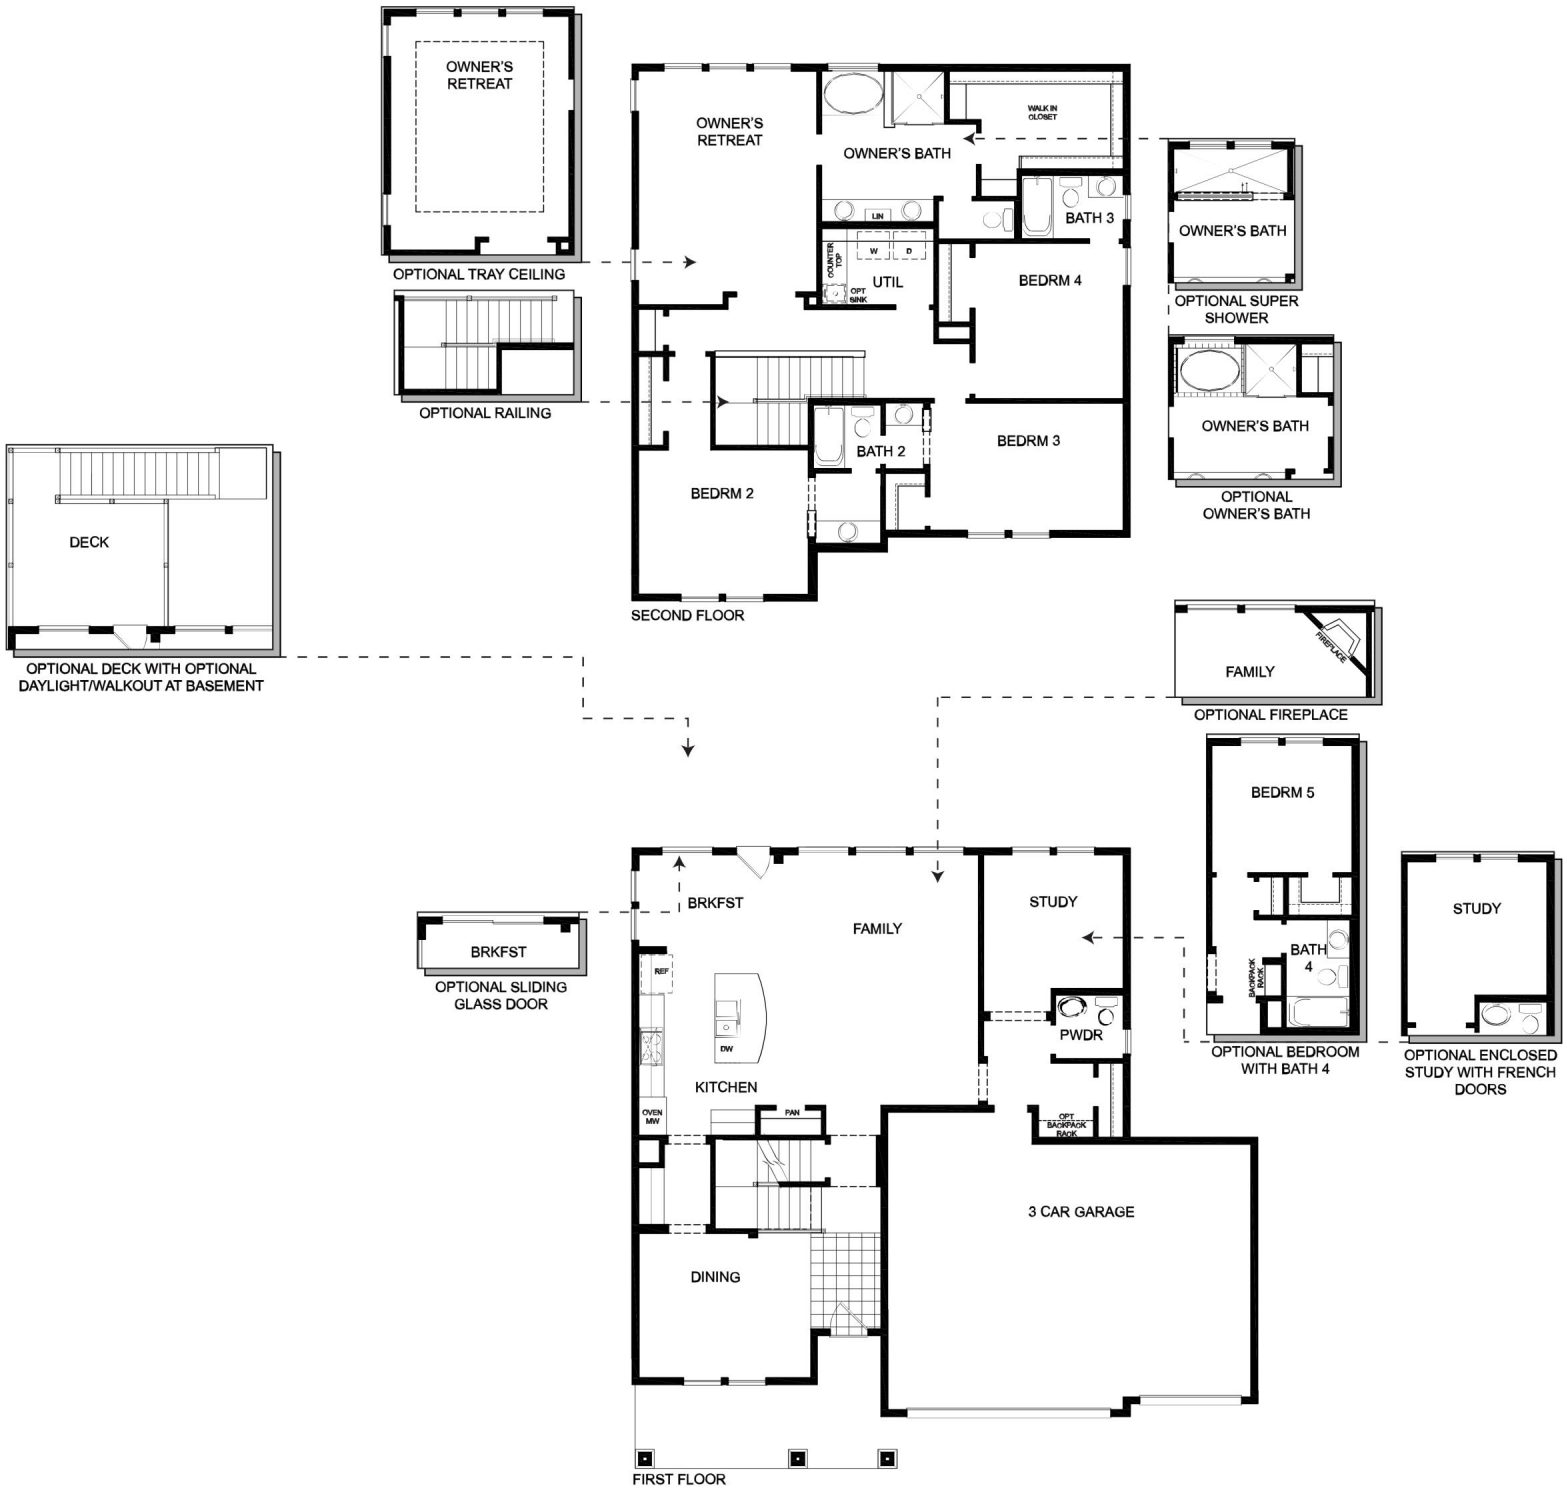 OWNER'S
RETREAT
OPTIONAL TRAY CEILING
OPTIONAL RAILING
DECK
OPTIONAL DECK WITH OPTIONAL
DAYLIGHT/WALKOUT AT BASEMENT
OWNER'S
RETREAT
OWNER'S BATH
WALK IN
CLOSET
LIN
BATH 3
W
D
COUNTER
TOP
UTIL
OPT
SINK
BEDRM 4
BEDRM 3
BATH 2
BEDRM 2
SECOND FLOOR
OWNER'S BATH
OPTIONAL SUPER
SHOWER
OWNER'S BATH
OPTIONAL
OWNER'S BATH
FIREPLACE
FAMILY
OPTIONAL FIREPLACE
BEDRM 5
BATH
4
BACKPACK
RACK
OPTIONAL BEDROOM
WITH BATH 4
STUDY
OPTIONAL ENCLOSED
STUDY WITH FRENCH
DOORS
BRKFST
OPTIONAL SLIDING
GLASS DOOR
BRKFST
FAMILY
STUDY
REF
DW
PWDR
KITCHEN
OVEN
MW
PAN
OPT
BACKPACK
RACK
3 CAR GARAGE
DINING
FIRST FLOOR